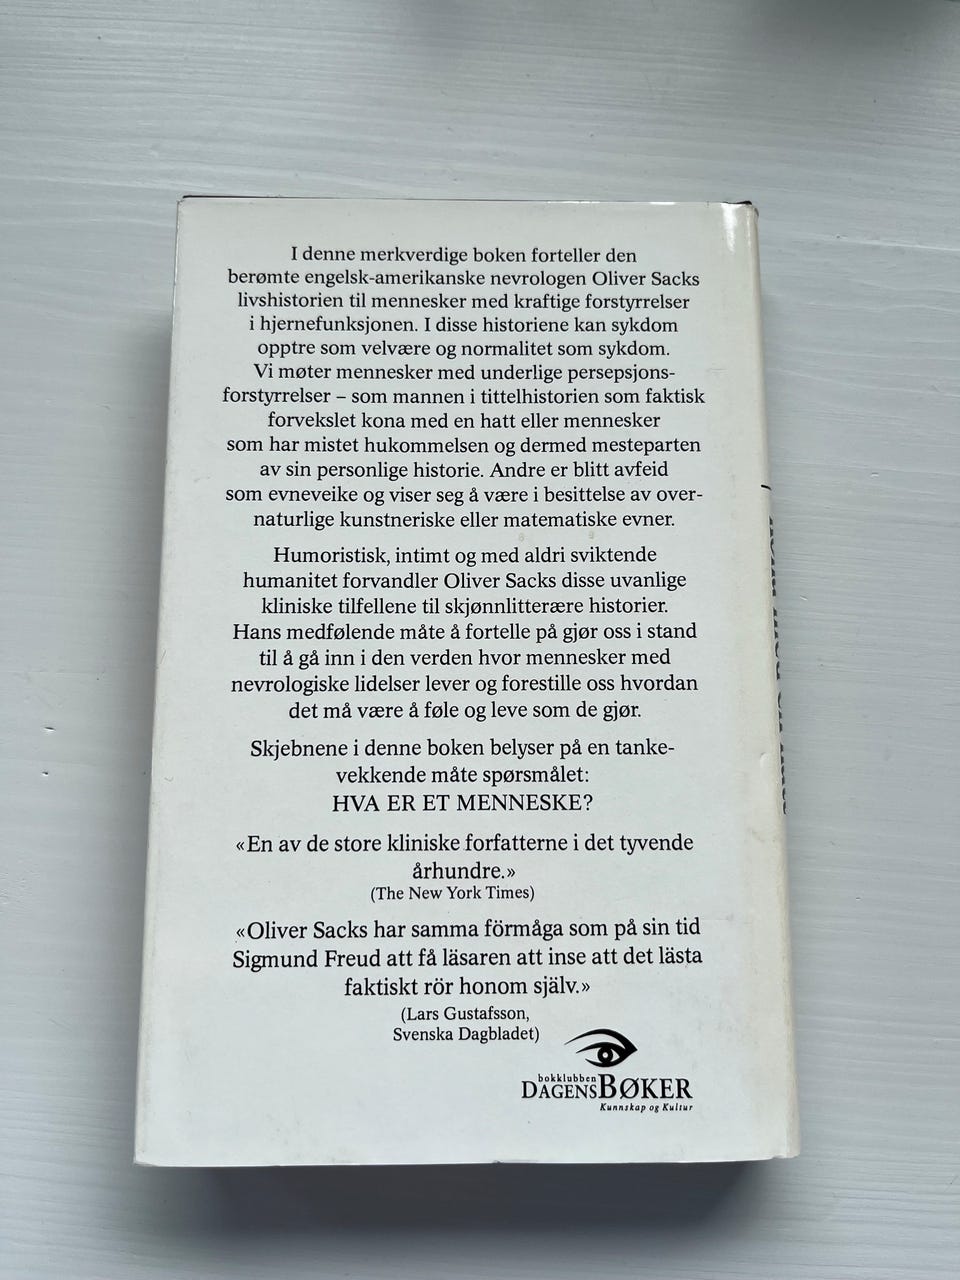 I denne merkverdige boken forteller den
berømte engelsk-amerikanske nevrologen Oliver Sacks
livshistorien til mennesker med kraftige forstyrrelser
i hjernefunksjonen. I disse historiene kan sykdom
opptre som velvære og normalitet som sykdom.
Vi møter mennesker med underlige persepsjons-
forstyrrelser – som mannen i tittelhistorien som faktisk
forvekslet kona med en hatt eller mennesker
som har mistet hukommelsen og dermed mesteparten
av sin personlige historie. Andre er blitt avfeid
som evneveike og viser seg å være i besittelse av over-
naturlige kunstneriske eller matematiske evner.
Humoristisk, intimt og med aldri sviktende
humanitet forvandler Oliver Sacks disse uvanlige
kliniske tilfellene til skjønnlitterære historier.
Hans medfølende måte å fortelle på gjør oss i stand
til å gå inn i den verden hvor mennesker med
nevrologiske lidelser lever og forestille oss hvordan
det må være å føle og leve som de gjør.
Skjebnene i denne boken belyser på en tanke-
vekkende måte spørsmålet:
HVA ER ET MENNESKE?
«En av de store kliniske forfatterne i det tyvende
århundre.»
(The New York Times)
«Oliver Sacks har samma förmåga som på sin tid
Sigmund Freud att få läsaren att inse att det lästa
faktiskt rör honom själv.»
(Lars Gustafsson,
Svenska Dagbladet)
bokklubben
DAGENS BØKER
Kunnskap og Kultur